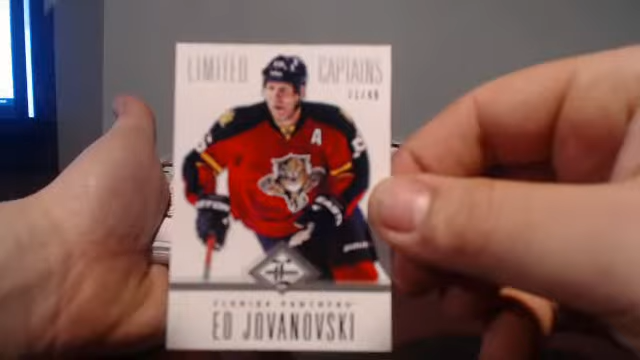 LIMITED CAPTAINS
A
FLORIDA PANTHERS
ED JOVANOVSKI